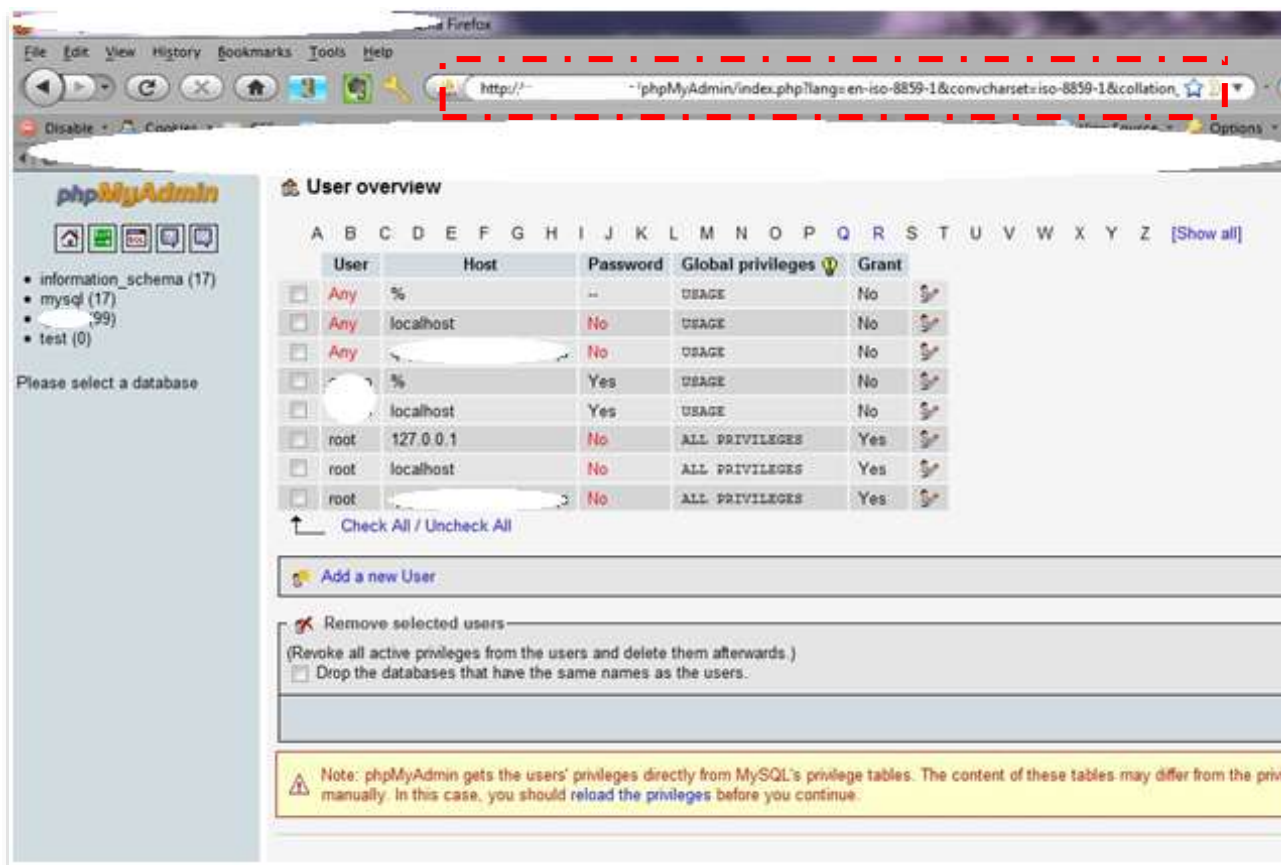 Firefox
File Edit View History Bookmarks Tools Help
http:// phpMyAdmin/index.php?lang=en-iso-8859-1&convcharset=iso-8859-1&collation_
Disable Cookies View Source Options
phpMyAdmin
SQL
information_schema (17)
mysql (17)
(99)
test (0)
Please select a database
User overview
A B C D E F G H I J K L M N O P Q R S T U V W X Y Z [Show all]
User Host Password Global privileges Grant
Any % -- USAGE No
Any localhost No USAGE No
Any No USAGE No
% Yes USAGE No
localhost Yes USAGE No
root 127.0.0.1 No ALL PRIVILEGES Yes
root localhost No ALL PRIVILEGES Yes
root No ALL PRIVILEGES Yes
Check All / Uncheck All
Add a new User
Remove selected users
(Revoke all active privileges from the users and delete them afterwards.)
Drop the databases that have the same names as the users.
Note: phpMyAdmin gets the users' privileges directly from MySQL's privilege tables. The content of these tables may differ from the priv
manually. In this case, you should reload the privileges before you continue.